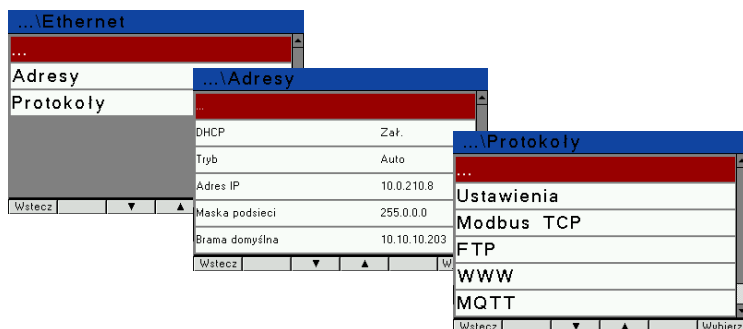 ...\Ethernet
...
Adresy
Protokoły
Wstecz ▼ ▲
...\Adresy
...
DHCP Zał.
Tryb Auto
Adres IP 10.0.210.8
Maska podsieci 255.0.0.0
Brama domyślna 10.10.10.203
Wstecz ▼ ▲ W
...\Protokoły
...
Ustawienia
Modbus TCP
FTP
WWW
MQTT
Wstecz ▼ ▲ Wybierz